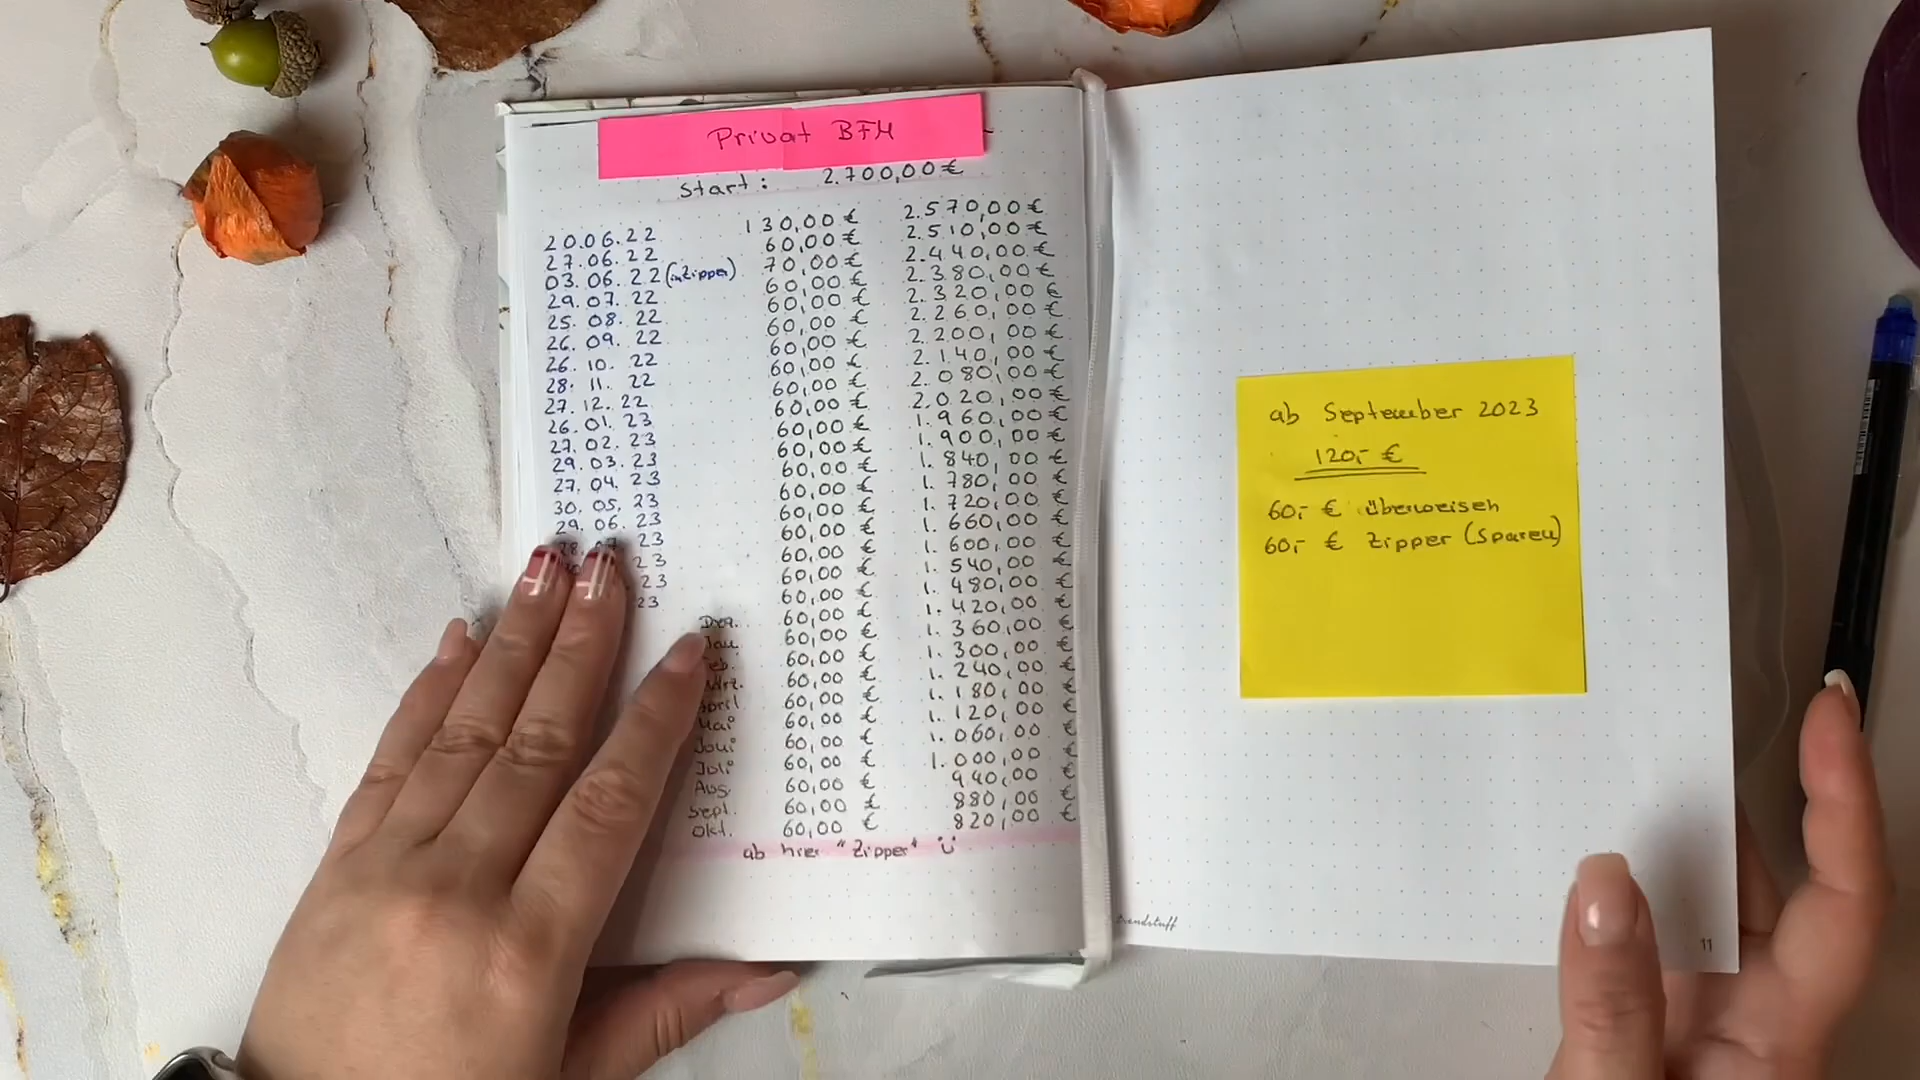 Privat BFH
Start: 2.700,00 €
20.06.22 130,00 € 2.570,00 €
27.06.22 60,00 € 2.510,00 €
03.06.22 (in Zipper) 70,00 € 2.440,00 €
29.07.22 60,00 € 2.380,00 €
25.08.22 60,00 € 2.320,00 €
26.09.22 60,00 € 2.260,00 €
26.10.22 60,00 € 2.200,00 €
28.11.22 60,00 € 2.140,00 €
27.12.22 60,00 € 2.080,00 €
26.01.23 60,00 € 2.020,00 €
27.02.23 60,00 € 1.960,00 €
29.03.23 60,00 € 1.900,00 €
27.04.23 60,00 € 1.840,00 €
30.05.23 60,00 € 1.780,00 €
29.06.23 60,00 € 1.720,00 €
23 60,00 € 1.660,00 €
23 60,00 € 1.600,00 €
23 60,00 € 1.540,00 €
23 60,00 € 1.480,00 €
60,00 € 1.420,00 €
Jan. 60,00 € 1.360,00 €
60,00 € 1.300,00 €
60,00 € 1.240,00 €
April 60,00 € 1.180,00 €
Mai 60,00 € 1.120,00 €
Juni 60,00 € 1.060,00 €
Juli 60,00 € 1.000,00 €
Aug. 60,00 € 940,00 €
Sept. 60,00 € 880,00 €
Okt. 60,00 € 820,00 €
ab hier "Zipper"
ab September 2023
120,- €
60,- € überweisen
60,- € Zipper (Sparen)
trendstuff
11